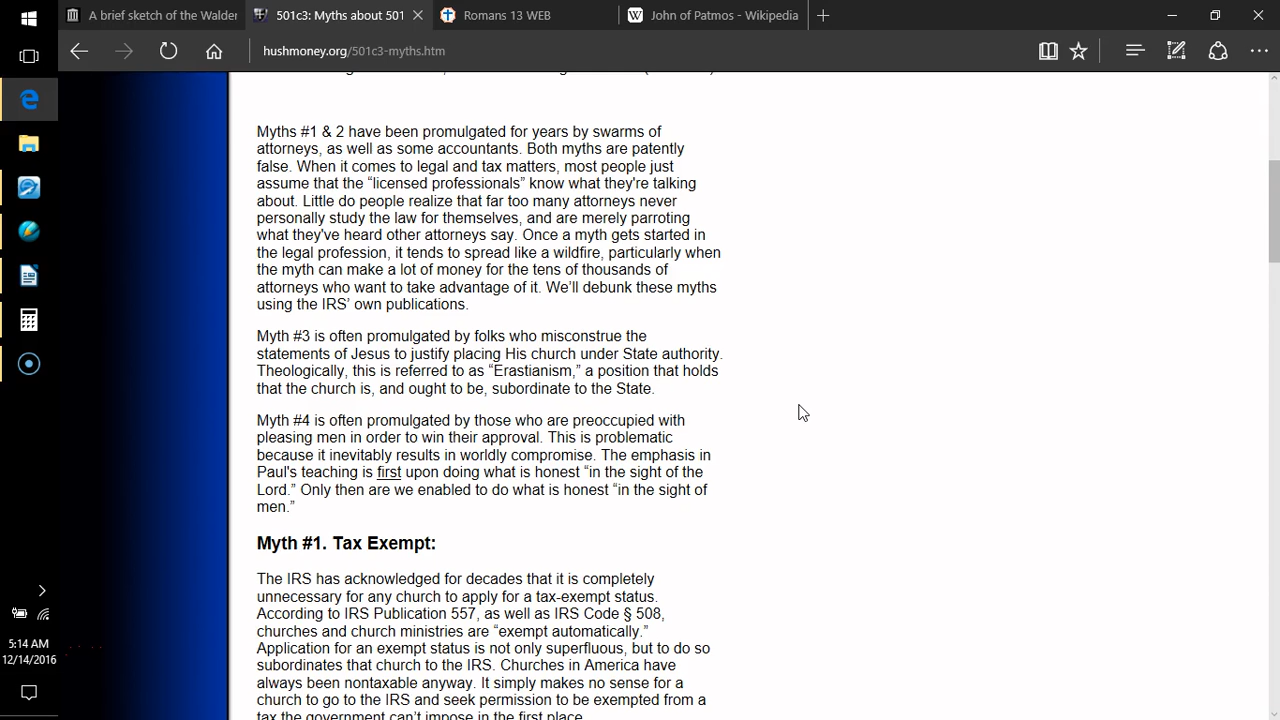 A brief sketch of the Walden
501c3: Myths about 501
Romans 13 WEB
John of Patmos - Wikipedia
hushmoney.org/501c3-myths.htm
Myths #1 & 2 have been promulgated for years by swarms of
attorneys, as well as some accountants. Both myths are patently
false. When it comes to legal and tax matters, most people just
assume that the “licensed professionals” know what they're talking
about. Little do people realize that far too many attorneys never
personally study the law for themselves, and are merely parroting
what they've heard other attorneys say. Once a myth gets started in
the legal profession, it tends to spread like a wildfire, particularly when
the myth can make a lot of money for the tens of thousands of
attorneys who want to take advantage of it. We’ll debunk these myths
using the IRS’ own publications.
Myth #3 is often promulgated by folks who misconstrue the
statements of Jesus to justify placing His church under State authority.
Theologically, this is referred to as “Erastianism,” a position that holds
that the church is, and ought to be, subordinate to the State.
Myth #4 is often promulgated by those who are preoccupied with
pleasing men in order to win their approval. This is problematic
because it inevitably results in worldly compromise. The emphasis in
Paul's teaching is first upon doing what is honest “in the sight of the
Lord.” Only then are we enabled to do what is honest “in the sight of
men.”
Myth #1. Tax Exempt:
The IRS has acknowledged for decades that it is completely
unnecessary for any church to apply for a tax-exempt status.
According to IRS Publication 557, as well as IRS Code § 508,
churches and church ministries are “exempt automatically.”
Application for an exempt status is not only superfluous, but to do so
subordinates that church to the IRS. Churches in America have
always been nontaxable anyway. It simply makes no sense for a
church to go to the IRS and seek permission to be exempted from a
tax the government can’t impose in the first place.
5:14 AM
12/14/2016